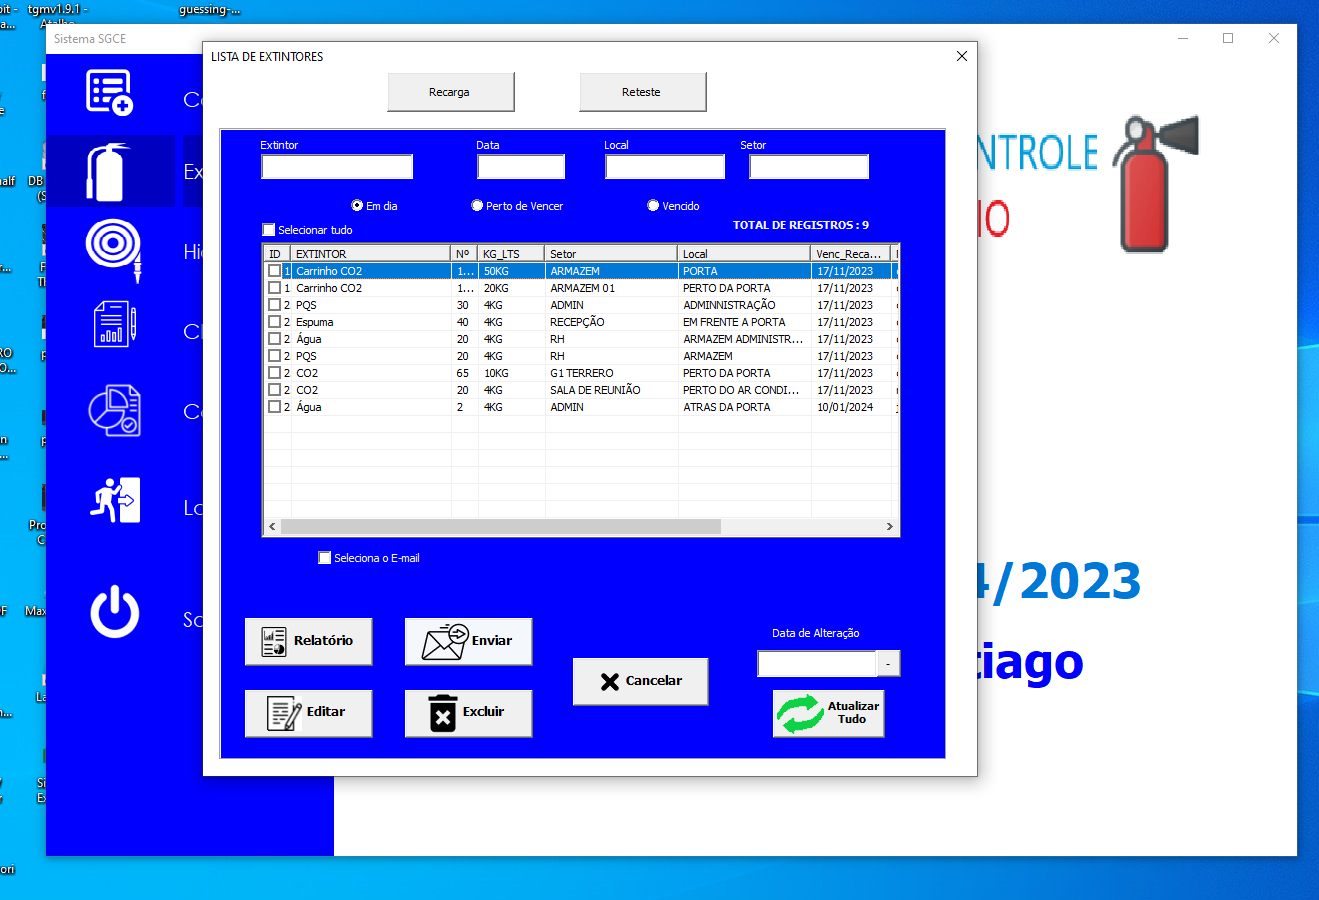 tgmv1.9.1 -
guessing-...
Sistema SGCE
LISTA DE EXTINTORES
Recarga
Reteste
Extintor
Data
Local
Setor
Em dia
Perto de Vencer
Vencido
Selecionar tudo
TOTAL DE REGISTROS : 9
ID EXTINTOR Nº KG_LTS Setor Local Venc_Reca...
1 Carrinho CO2 1... 50KG ARMAZEM PORTA 17/11/2023
1 Carrinho CO2 1... 20KG ARMAZEM 01 PERTO DA PORTA 17/11/2023
2 PQS 30 4KG ADMIN ADMINNISTRAÇÃO 17/11/2023
2 Espuma 40 4KG RECEPÇÃO EM FRENTE A PORTA 17/11/2023
2 Água 20 4KG RH ARMAZEM ADMINISTR... 17/11/2023
2 PQS 20 4KG RH ARMAZEM 17/11/2023
2 CO2 65 10KG G1 TERRERO PERTO DA PORTA 17/11/2023
2 CO2 20 4KG SALA DE REUNIÃO PERTO DO AR CONDI... 17/11/2023
2 Água 2 4KG ADMIN ATRAS DA PORTA 10/01/2024
Seleciona o E-mail
Relatório
Enviar
Editar
Excluir
Cancelar
Data de Alteração
-
Atualizar
Tudo
NTROLE
IO
4/2023
tiago